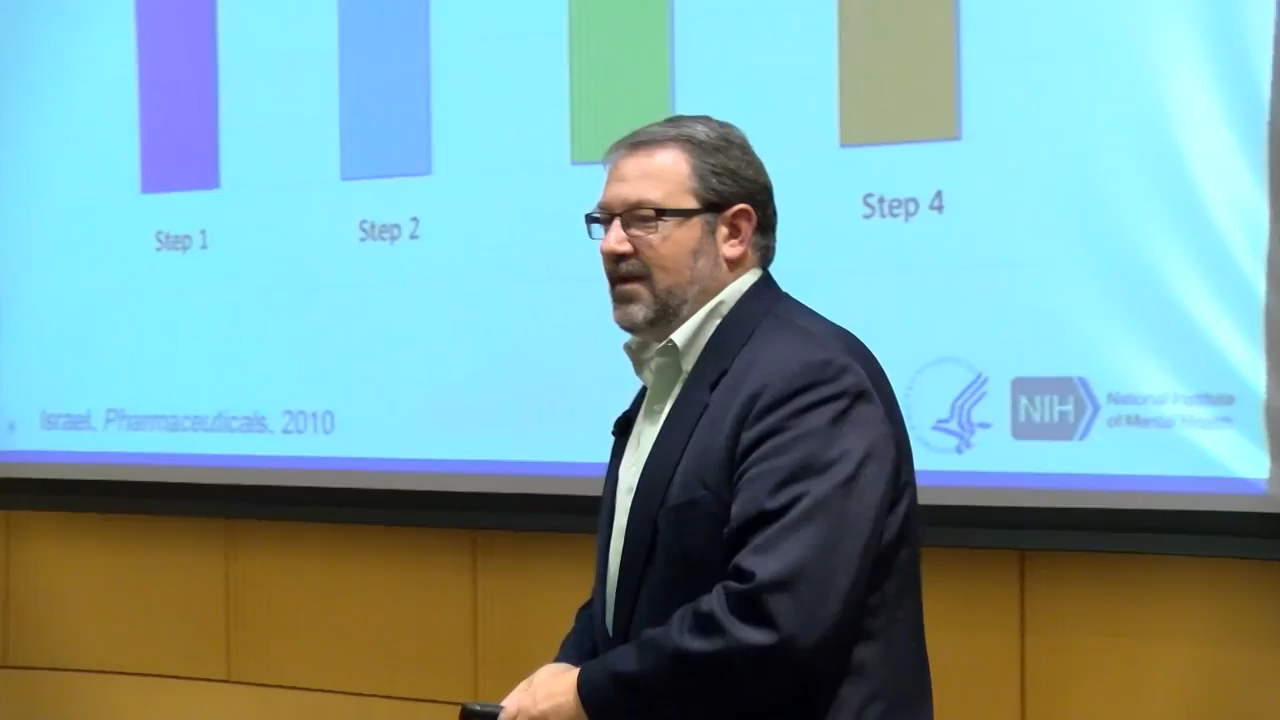 Step 1
Step 2
Step 4
Israel. Pharmaceuticals, 2010
NIH
National Institute
of Mental Health